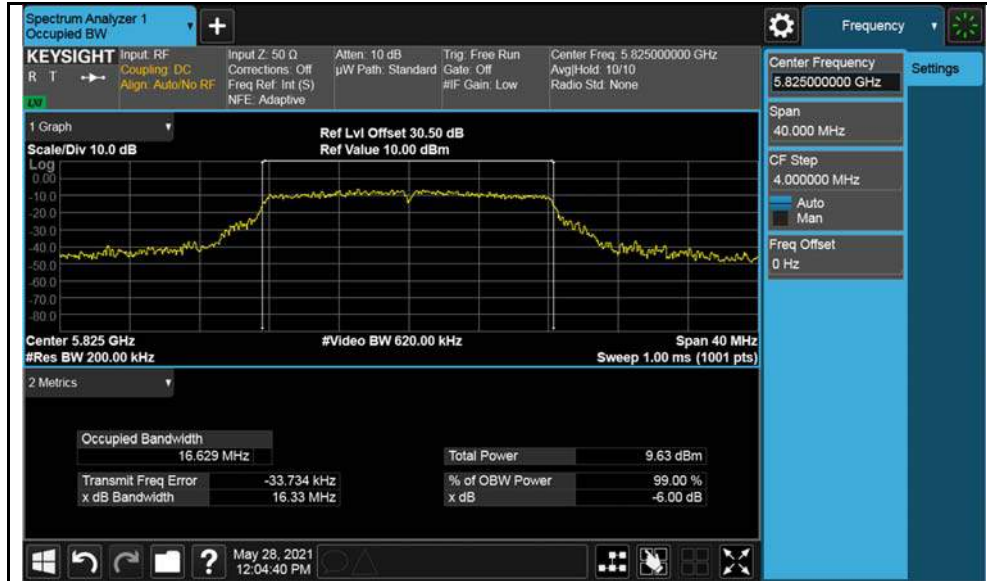 Spectrum Analyzer 1
Occupied BW
+
Frequency
KEYSIGHT
R T
LXI
Input: RF
Coupling: DC
Align: Auto/No RF
Input Z: 50 Ω
Corrections: Off
Freq Ref: Int (S)
NFE: Adaptive
Atten: 10 dB
µW Path: Standard
Trig: Free Run
Gate: Off
#IF Gain: Low
Center Freq: 5.825000000 GHz
Avg|Hold: 10/10
Radio Std: None
Center Frequency
5.825000000 GHz
Settings
Span
40.000 MHz
CF Step
4.000000 MHz
Auto
Man
Freq Offset
0 Hz
1 Graph
Scale/Div 10.0 dB
Ref Lvl Offset 30.50 dB
Ref Value 10.00 dBm
Log
0.00
-10.0
-20.0
-30.0
-40.0
-50.0
-60.0
-70.0
-80.0
Center 5.825 GHz
#Video BW 620.00 kHz
Span 40 MHz
#Res BW 200.00 kHz
Sweep 1.00 ms (1001 pts)
2 Metrics
Occupied Bandwidth
16.629 MHz
Total Power 9.63 dBm
Transmit Freq Error -33.734 kHz
% of OBW Power 99.00 %
x dB Bandwidth 16.33 MHz
x dB -6.00 dB
?
May 28, 2021
12:04:40 PM